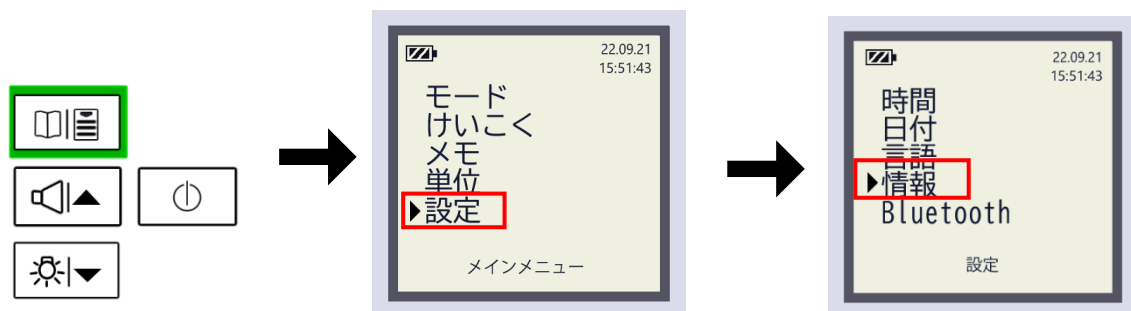 22.09.21
15:51:43
モード
けいこく
メモ
単位
設定
メインメニュー
22.09.21
15:51:43
時間
日付
言語
情報
Bluetooth
設定